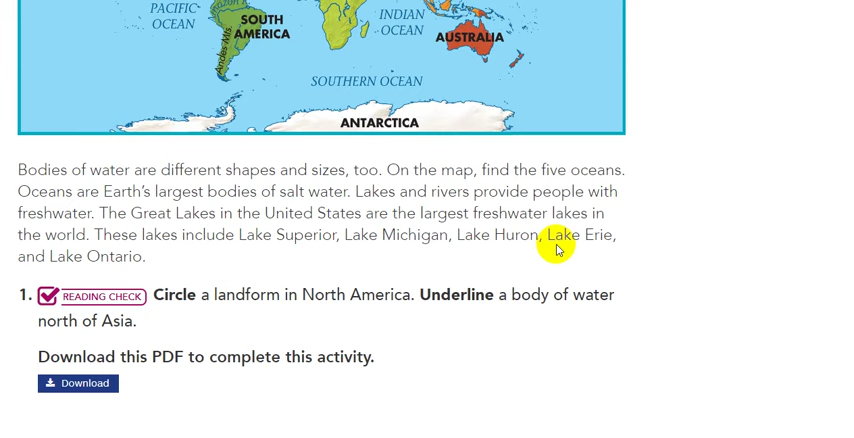 PACIFIC
OCEAN
SOUTH
AMERICA
Andes Mts.
INDIAN
OCEAN
AUSTRALIA
SOUTHERN OCEAN
ANTARCTICA
Bodies of water are different shapes and sizes, too. On the map, find the five oceans.
Oceans are Earth's largest bodies of salt water. Lakes and rivers provide people with
freshwater. The Great Lakes in the United States are the largest freshwater lakes in
the world. These lakes include Lake Superior, Lake Michigan, Lake Huron, Lake Erie,
and Lake Ontario.
1. READING CHECK Circle a landform in North America. Underline a body of water
north of Asia.
Download this PDF to complete this activity.
Download